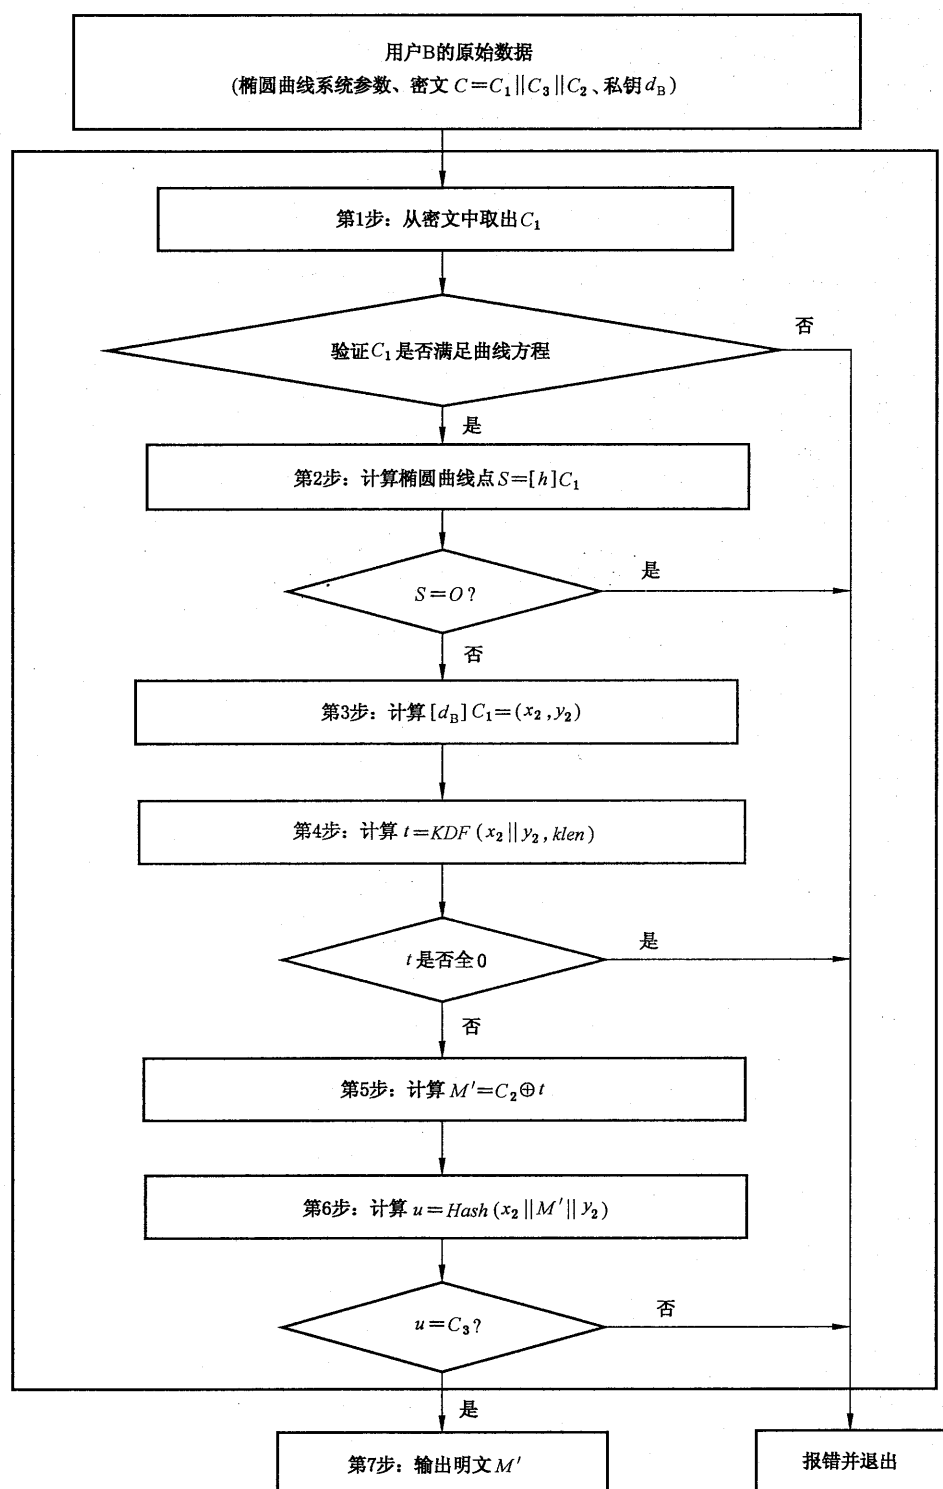 用户B的原始数据
(椭圆曲线系统参数、密文 C=C₁||C₃||C₂、私钥 d_B)
第1步：从密文中取出C₁
验证C₁是否满足曲线方程
否
是
第2步：计算椭圆曲线点S=[h]C₁
S=O?
是
否
第3步：计算[d_B]C₁=(x₂,y₂)
第4步：计算 t=KDF(x₂||y₂,klen)
t是否全0
是
否
第5步：计算 M′=C₂⊕t
第6步：计算 u=Hash(x₂||M′||y₂)
u=C₃?
否
是
第7步：输出明文M′
报错并退出